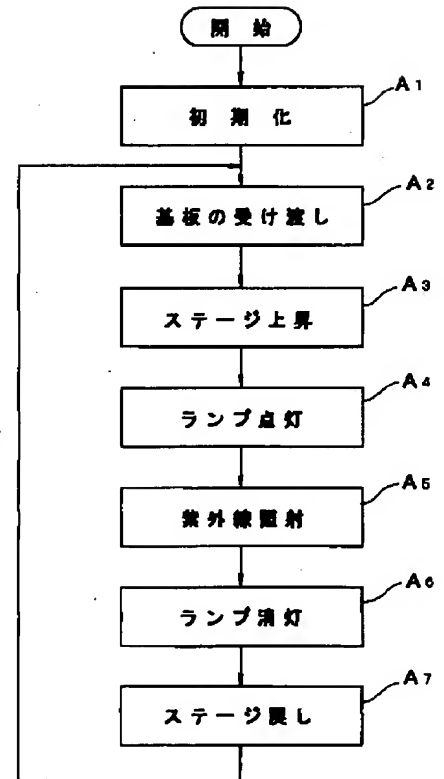 開始
A1
初期化
A2
基板の受け渡し
A3
ステージ上昇
A4
ランプ点灯
A5
紫外線照射
A6
ランプ消灯
A7
ステージ戻し